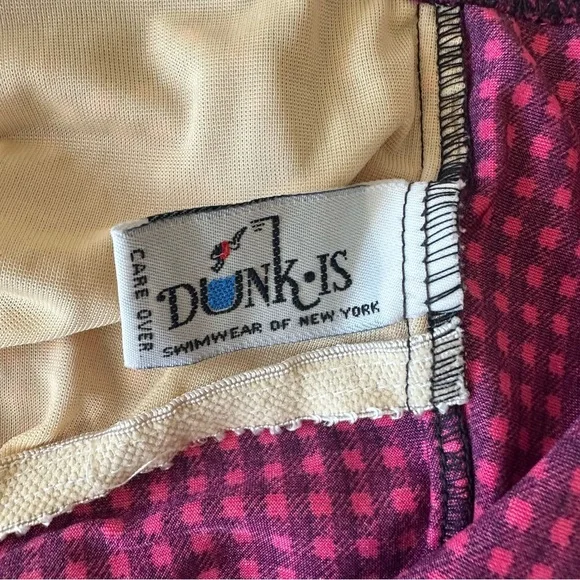 DUNK·IS
SWIMWEAR OF NEW YORK
CARE OVER